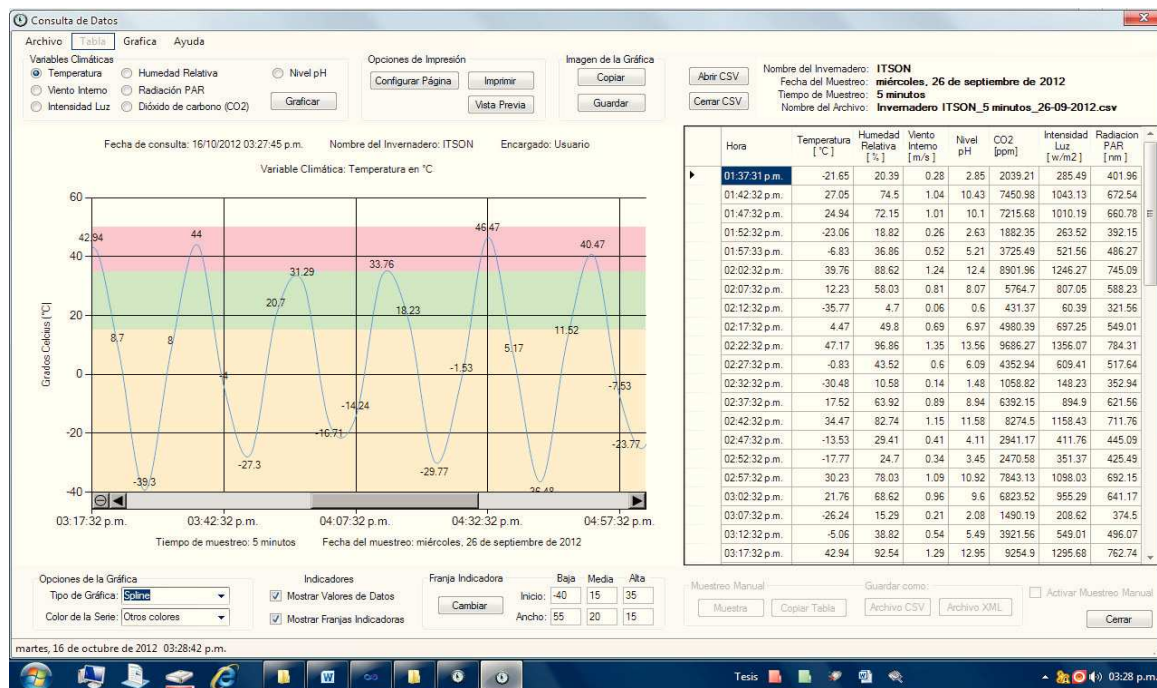 Consulta de Datos
Archivo Tabla Grafica Ayuda
Variables Climáticas
Temperatura Humedad Relativa Nivel pH
Viento Interno Radiación PAR
Intensidad Luz Dióxido de carbono (CO2) Graficar
Opciones de Impresión
Configurar Página Imprimir
Vista Previa
Imagen de la Gráfica
Copiar
Guardar
Abrir CSV
Cerrar CSV
Nombre del Invernadero: ITSON
Fecha del Muestreo: miércoles, 26 de septiembre de 2012
Tiempo de Muestreo: 5 minutos
Nombre del Archivo: Invernadero ITSON_5 minutos_26-09-2012.csv
Fecha de consulta: 16/10/2012 03:27:45 p.m. Nombre del Invernadero: ITSON Encargado: Usuario
Variable Climática: Temperatura en °C
Grados Celcius [°C]
60
40
20
0
-20
-40
42.94 8.7 -39.3 8 44 -4 -27.3 20.7 31.29 -16.71 -14.24 33.76 18.23 -29.77 -1.53 46.47 5.17 -36.48 11.52 40.47 -7.53 -23.77
03:17:32 p.m. 03:42:32 p.m. 04:07:32 p.m. 04:32:32 p.m. 04:57:32 p.m.
Tiempo de muestreo: 5 minutos Fecha del muestreo: miércoles, 26 de septiembre de 2012
Hora Temperatura [°C] Humedad Relativa [%] Viento Interno [m/s] Nivel pH CO2 [ppm] Intensidad Luz [w/m2] Radiacion PAR [nm]
01:37:31 p.m. -21.65 20.39 0.28 2.85 2039.21 285.49 401.96
01:42:32 p.m. 27.05 74.5 1.04 10.43 7450.98 1043.13 672.54
01:47:32 p.m. 24.94 72.15 1.01 10.1 7215.68 1010.19 660.78
01:52:32 p.m. -23.06 18.82 0.26 2.63 1882.35 263.52 392.15
01:57:33 p.m. -6.83 36.86 0.52 5.21 3725.49 521.56 486.27
02:02:32 p.m. 39.76 88.62 1.24 12.4 8901.96 1246.27 745.09
02:07:32 p.m. 12.23 58.03 0.81 8.07 5764.7 807.05 588.23
02:12:32 p.m. -35.77 4.7 0.06 0.6 431.37 60.39 321.56
02:17:32 p.m. 4.47 49.8 0.69 6.97 4980.39 697.25 549.01
02:22:32 p.m. 47.17 96.86 1.35 13.56 9686.27 1356.07 784.31
02:27:32 p.m. -0.83 43.52 0.6 6.09 4352.94 609.41 517.64
02:32:32 p.m. -30.48 10.58 0.14 1.48 1058.82 148.23 352.94
02:37:32 p.m. 17.52 63.92 0.89 8.94 6392.15 894.9 621.56
02:42:32 p.m. 34.47 82.74 1.15 11.58 8274.5 1158.43 711.76
02:47:32 p.m. -13.53 29.41 0.41 4.11 2941.17 411.76 445.09
02:52:32 p.m. -17.77 24.7 0.34 3.45 2470.58 351.37 425.49
02:57:32 p.m. 30.23 78.03 1.09 10.92 7843.13 1098.03 692.15
03:02:32 p.m. 21.76 68.62 0.96 9.6 6823.52 955.29 641.17
03:07:32 p.m. -26.24 15.29 0.21 2.08 1490.19 208.62 374.5
03:12:32 p.m. -5.06 38.82 0.54 5.49 3921.56 549.01 496.07
03:17:32 p.m. 42.94 92.54 1.29 12.95 9254.9 1295.68 762.74
Opciones de la Gráfica
Tipo de Gráfica: Spline
Color de la Serie: Otros colores
Indicadores
Mostrar Valores de Datos
Mostrar Franjas Indicadoras
Franja Indicadora Baja Media Alta
Cambiar
Inicio: -40 15 35
Ancho: 55 20 15
Muestreo Manual
Muestra Copiar Tabla
Guardar como:
Archivo CSV Archivo XML
Activar Muestreo Manual
Cerrar
martes, 16 de octubre de 2012 03:28:42 p.m.
Tesis 03:28 p.m.